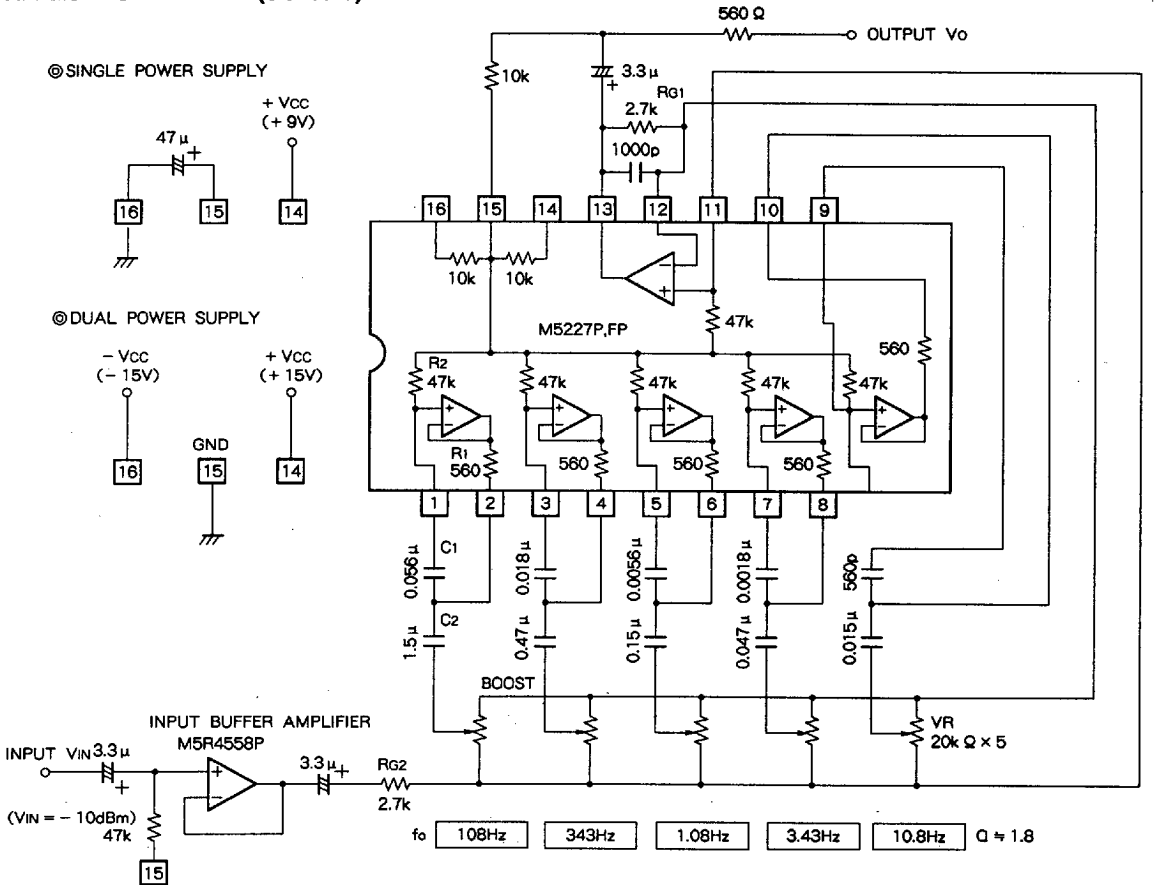 560 Ω
OUTPUT VO
◎SINGLE POWER SUPPLY
10k
3.3μ
+
RG1
2.7k
1000p
+ VCC
(+ 9V)
47μ
+
16
15
14
16
15
14
13
12
11
10
9
10k
10k
−
+
47k
M5227P,FP
560
◎DUAL POWER SUPPLY
− VCC
(− 15V)
+ VCC
(+ 15V)
GND
16
15
14
R2
47k
47k
47k
47k
47k
+
−
+
−
+
−
+
−
+
−
R1
560
560
560
560
1
2
3
4
5
6
7
8
0.056μ
C1
0.018μ
0.0056μ
0.0018μ
560p
1.5μ
C2
0.47μ
0.15μ
0.047μ
0.015μ
BOOST
VR
20k Ω × 5
INPUT BUFFER AMPLIFIER
M5R4558P
INPUT VIN
3.3μ
+
+
−
3.3μ
+
RG2
2.7k
(VIN = − 10dBm)
47k
15
fo 108Hz 343Hz 1.08Hz 3.43Hz 10.8Hz Q ≒ 1.8